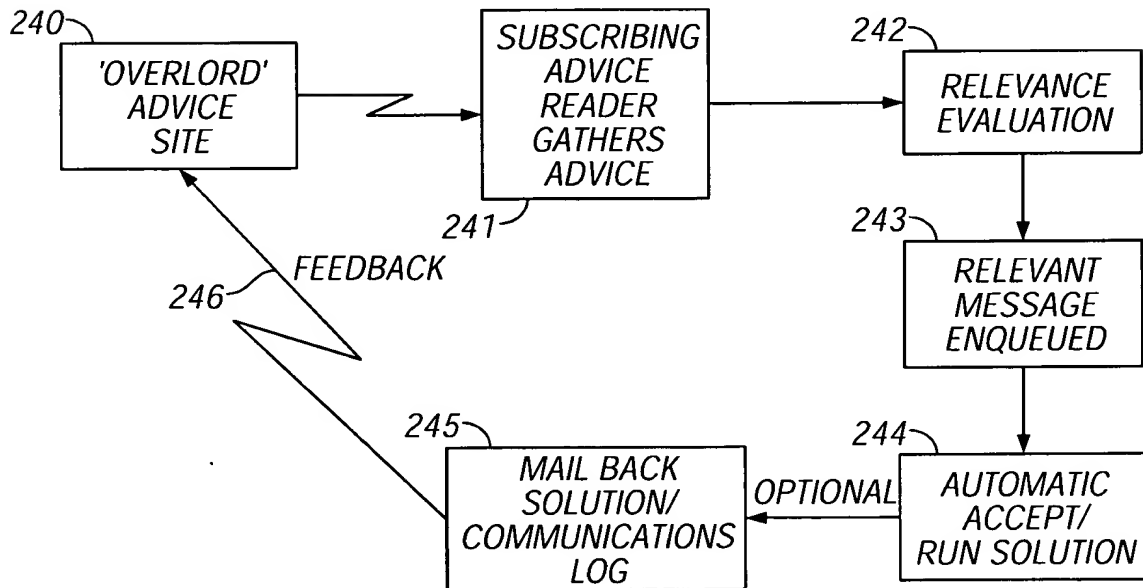 240
'OVERLORD'
ADVICE
SITE
SUBSCRIBING
ADVICE
READER
GATHERS
ADVICE
241
242
RELEVANCE
EVALUATION
243
RELEVANT
MESSAGE
ENQUEUED
244
AUTOMATIC
ACCEPT/
RUN SOLUTION
OPTIONAL
245
MAIL BACK
SOLUTION/
COMMUNICATIONS
LOG
246
FEEDBACK